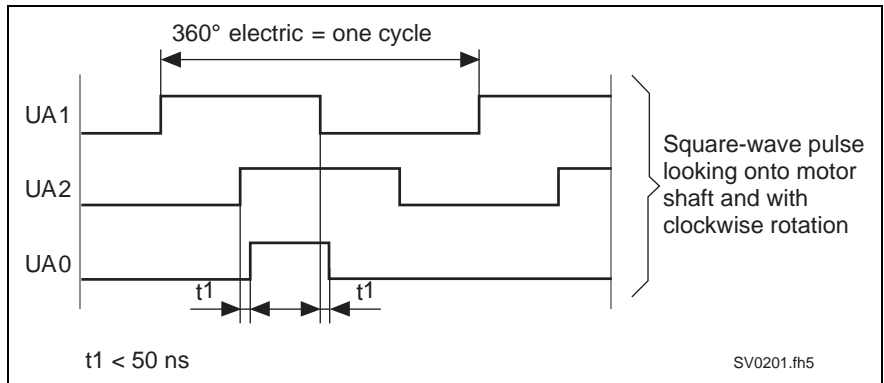 360° electric = one cycle
UA1
UA2
UA0
t1
t1
Square-wave pulse
looking onto motor
shaft and with
clockwise rotation
t1 < 50 ns
SV0201.fh5